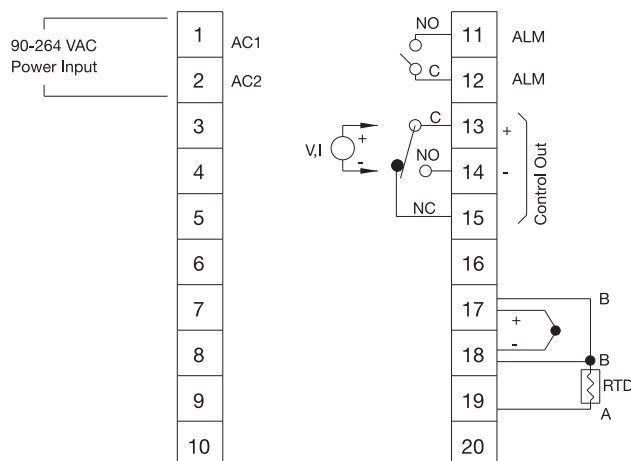 90-264 VAC
Power Input
1
AC1
2
AC2
3
4
5
6
7
8
9
10
NO
11
ALM
C
12
ALM
V,I
+
-
C
13
+
NO
14
-
NC
15
Control Out
16
17
B
+
-
18
B
RTD
19
A
20